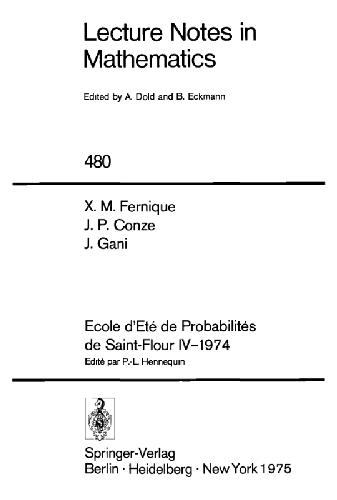 Lecture Notes in
Mathematics
Edited by A. Dold and B. Eckmann
480
X. M. Fernique
J. P. Conze
J. Gani
Ecole d'Eté de Probabilités
de Saint-Flour IV–1974
Edité par P.-L. Hennequin
Springer-Verlag
Berlin · Heidelberg · New York 1975